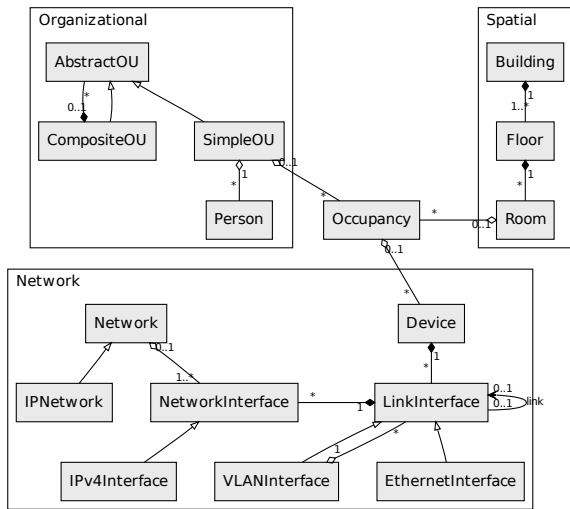 Organizational
Spatial
AbstractOU
Building
*
0..1
1
1..*
CompositeOU
SimpleOU
Floor
1
0..1
1
*
*
Person
*
Occupancy
*
0..1
Room
0..1
Network
*
Network
Device
0..1
1
*
1..*
IPNetwork
NetworkInterface
*
1
LinkInterface
0..1
0..1
link
1
*
IPv4Interface
VLANInterface
EthernetInterface